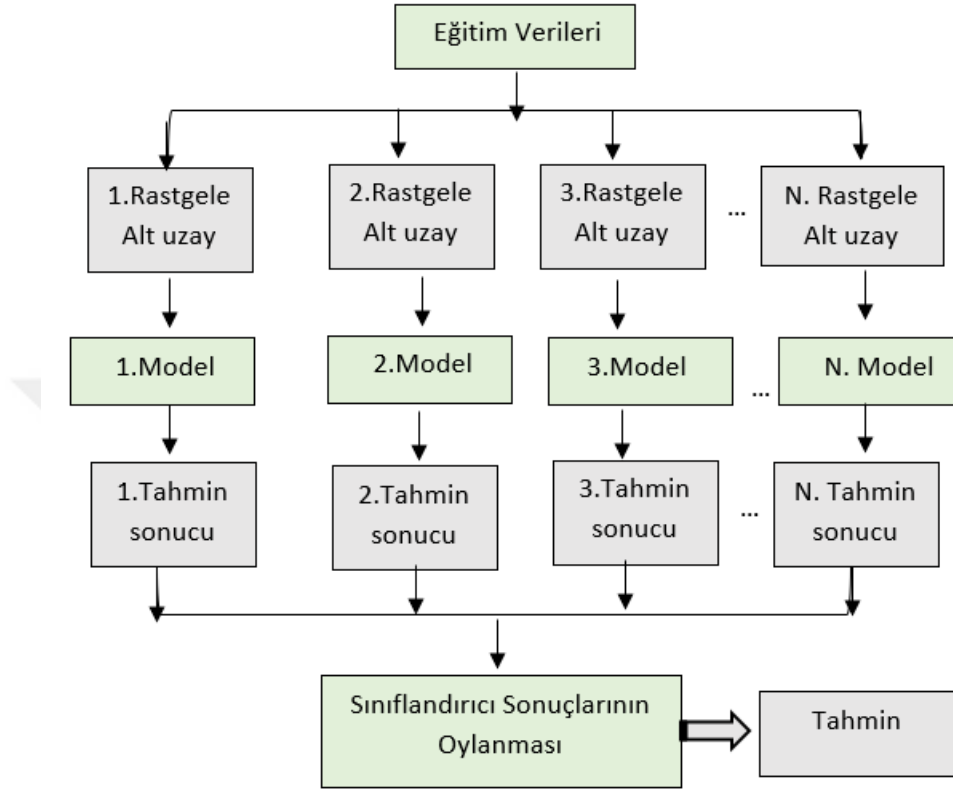 Eğitim Verileri
1.Rastgele
Alt uzay
2.Rastgele
Alt uzay
3.Rastgele
Alt uzay
...
N. Rastgele
Alt uzay
1.Model
2.Model
3.Model
...
N. Model
1.Tahmin
sonucu
2.Tahmin
sonucu
3.Tahmin
sonucu
...
N. Tahmin
sonucu
Sınıflandırıcı Sonuçlarının
Oylanması
Tahmin